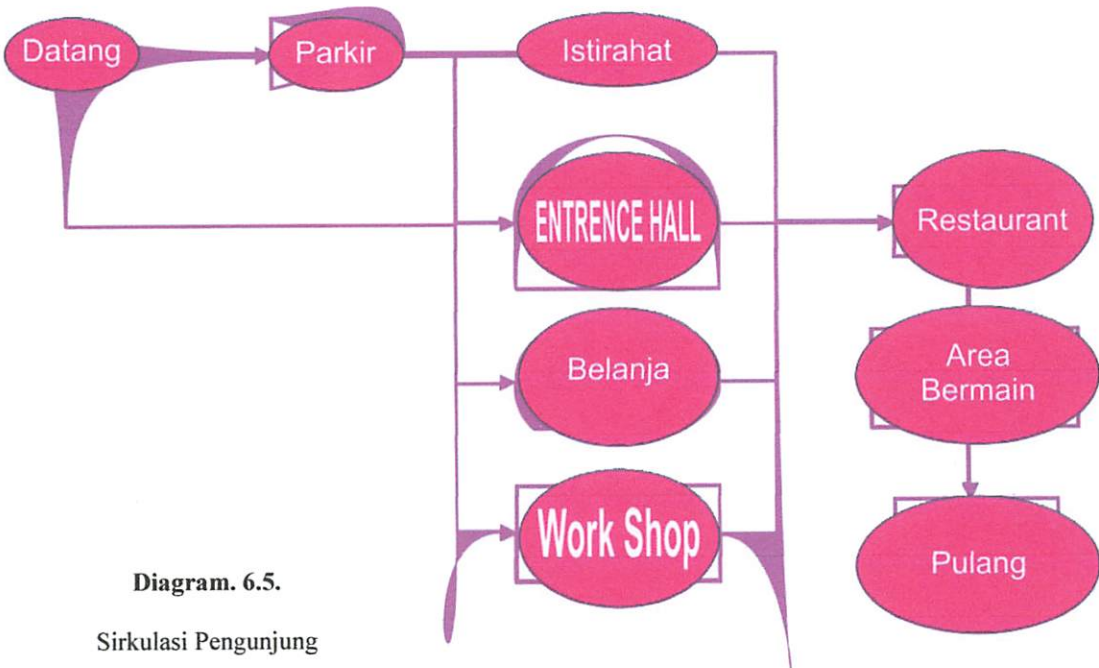 Datang
Parkir
Istirahat
ENTRENCE HALL
Restaurant
Belanja
Area
Bermain
Work Shop
Pulang
Diagram. 6.5.
Sirkulasi Pengunjung